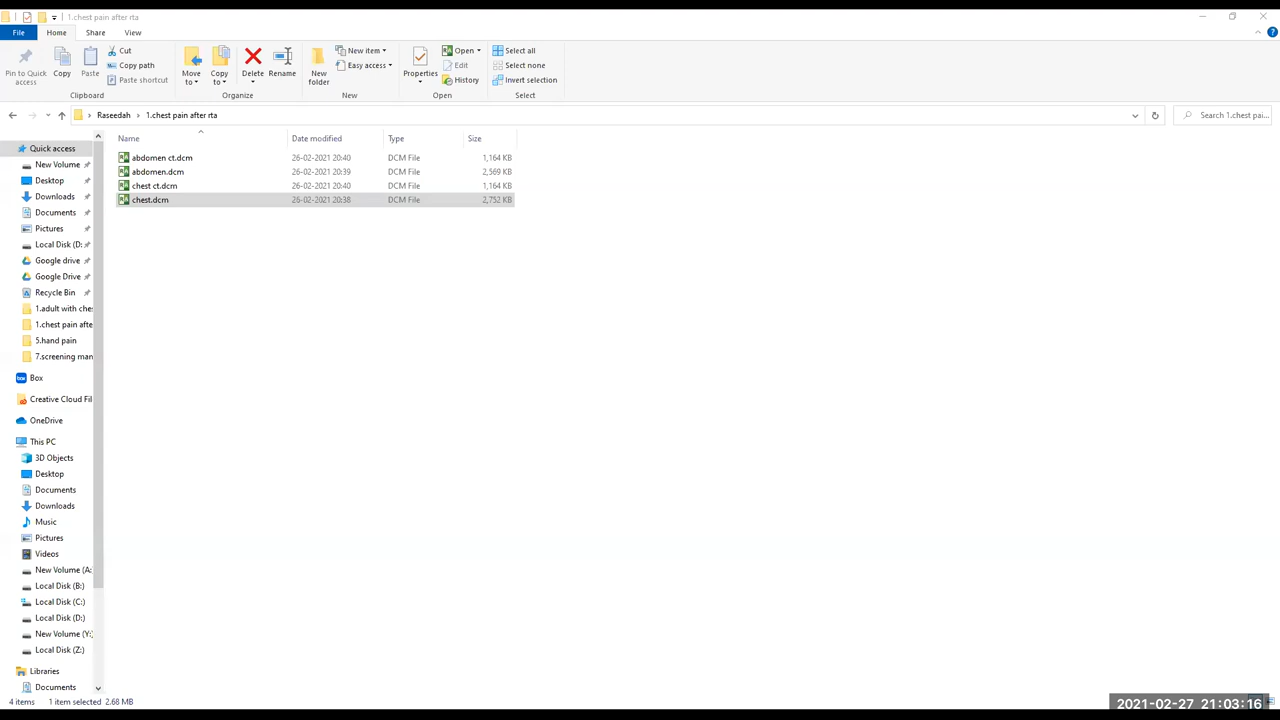 1.chest pain after rta
File Home Share View
Pin to Quick access
Copy
Paste
Cut
Copy path
Paste shortcut
Clipboard
Move to
Copy to
Delete
Rename
Organize
New folder
New item
Easy access
New
Properties
Open
Edit
History
Open
Select all
Select none
Invert selection
Select
Raseedah > 1.chest pain after rta
Search 1.chest pai...
Name Date modified Type Size
abdomen ct.dcm 26-02-2021 20:40 DCM File 1,164 KB
abdomen.dcm 26-02-2021 20:39 DCM File 2,569 KB
chest ct.dcm 26-02-2021 20:40 DCM File 1,164 KB
chest.dcm 26-02-2021 20:38 DCM File 2,752 KB
Quick access
New Volume
Desktop
Downloads
Documents
Pictures
Local Disk (D:
Google drive
Google Drive
Recycle Bin
1.adult with che
1.chest pain afte
5.hand pain
7.screening man
Box
Creative Cloud Fil
OneDrive
This PC
3D Objects
Desktop
Documents
Downloads
Music
Pictures
Videos
New Volume (A:
Local Disk (B:)
Local Disk (C:)
Local Disk (D:)
New Volume (Y:
Local Disk (Z:)
Libraries
Documents
4 items 1 item selected 2.68 MB
2021-02-27 21:03:16